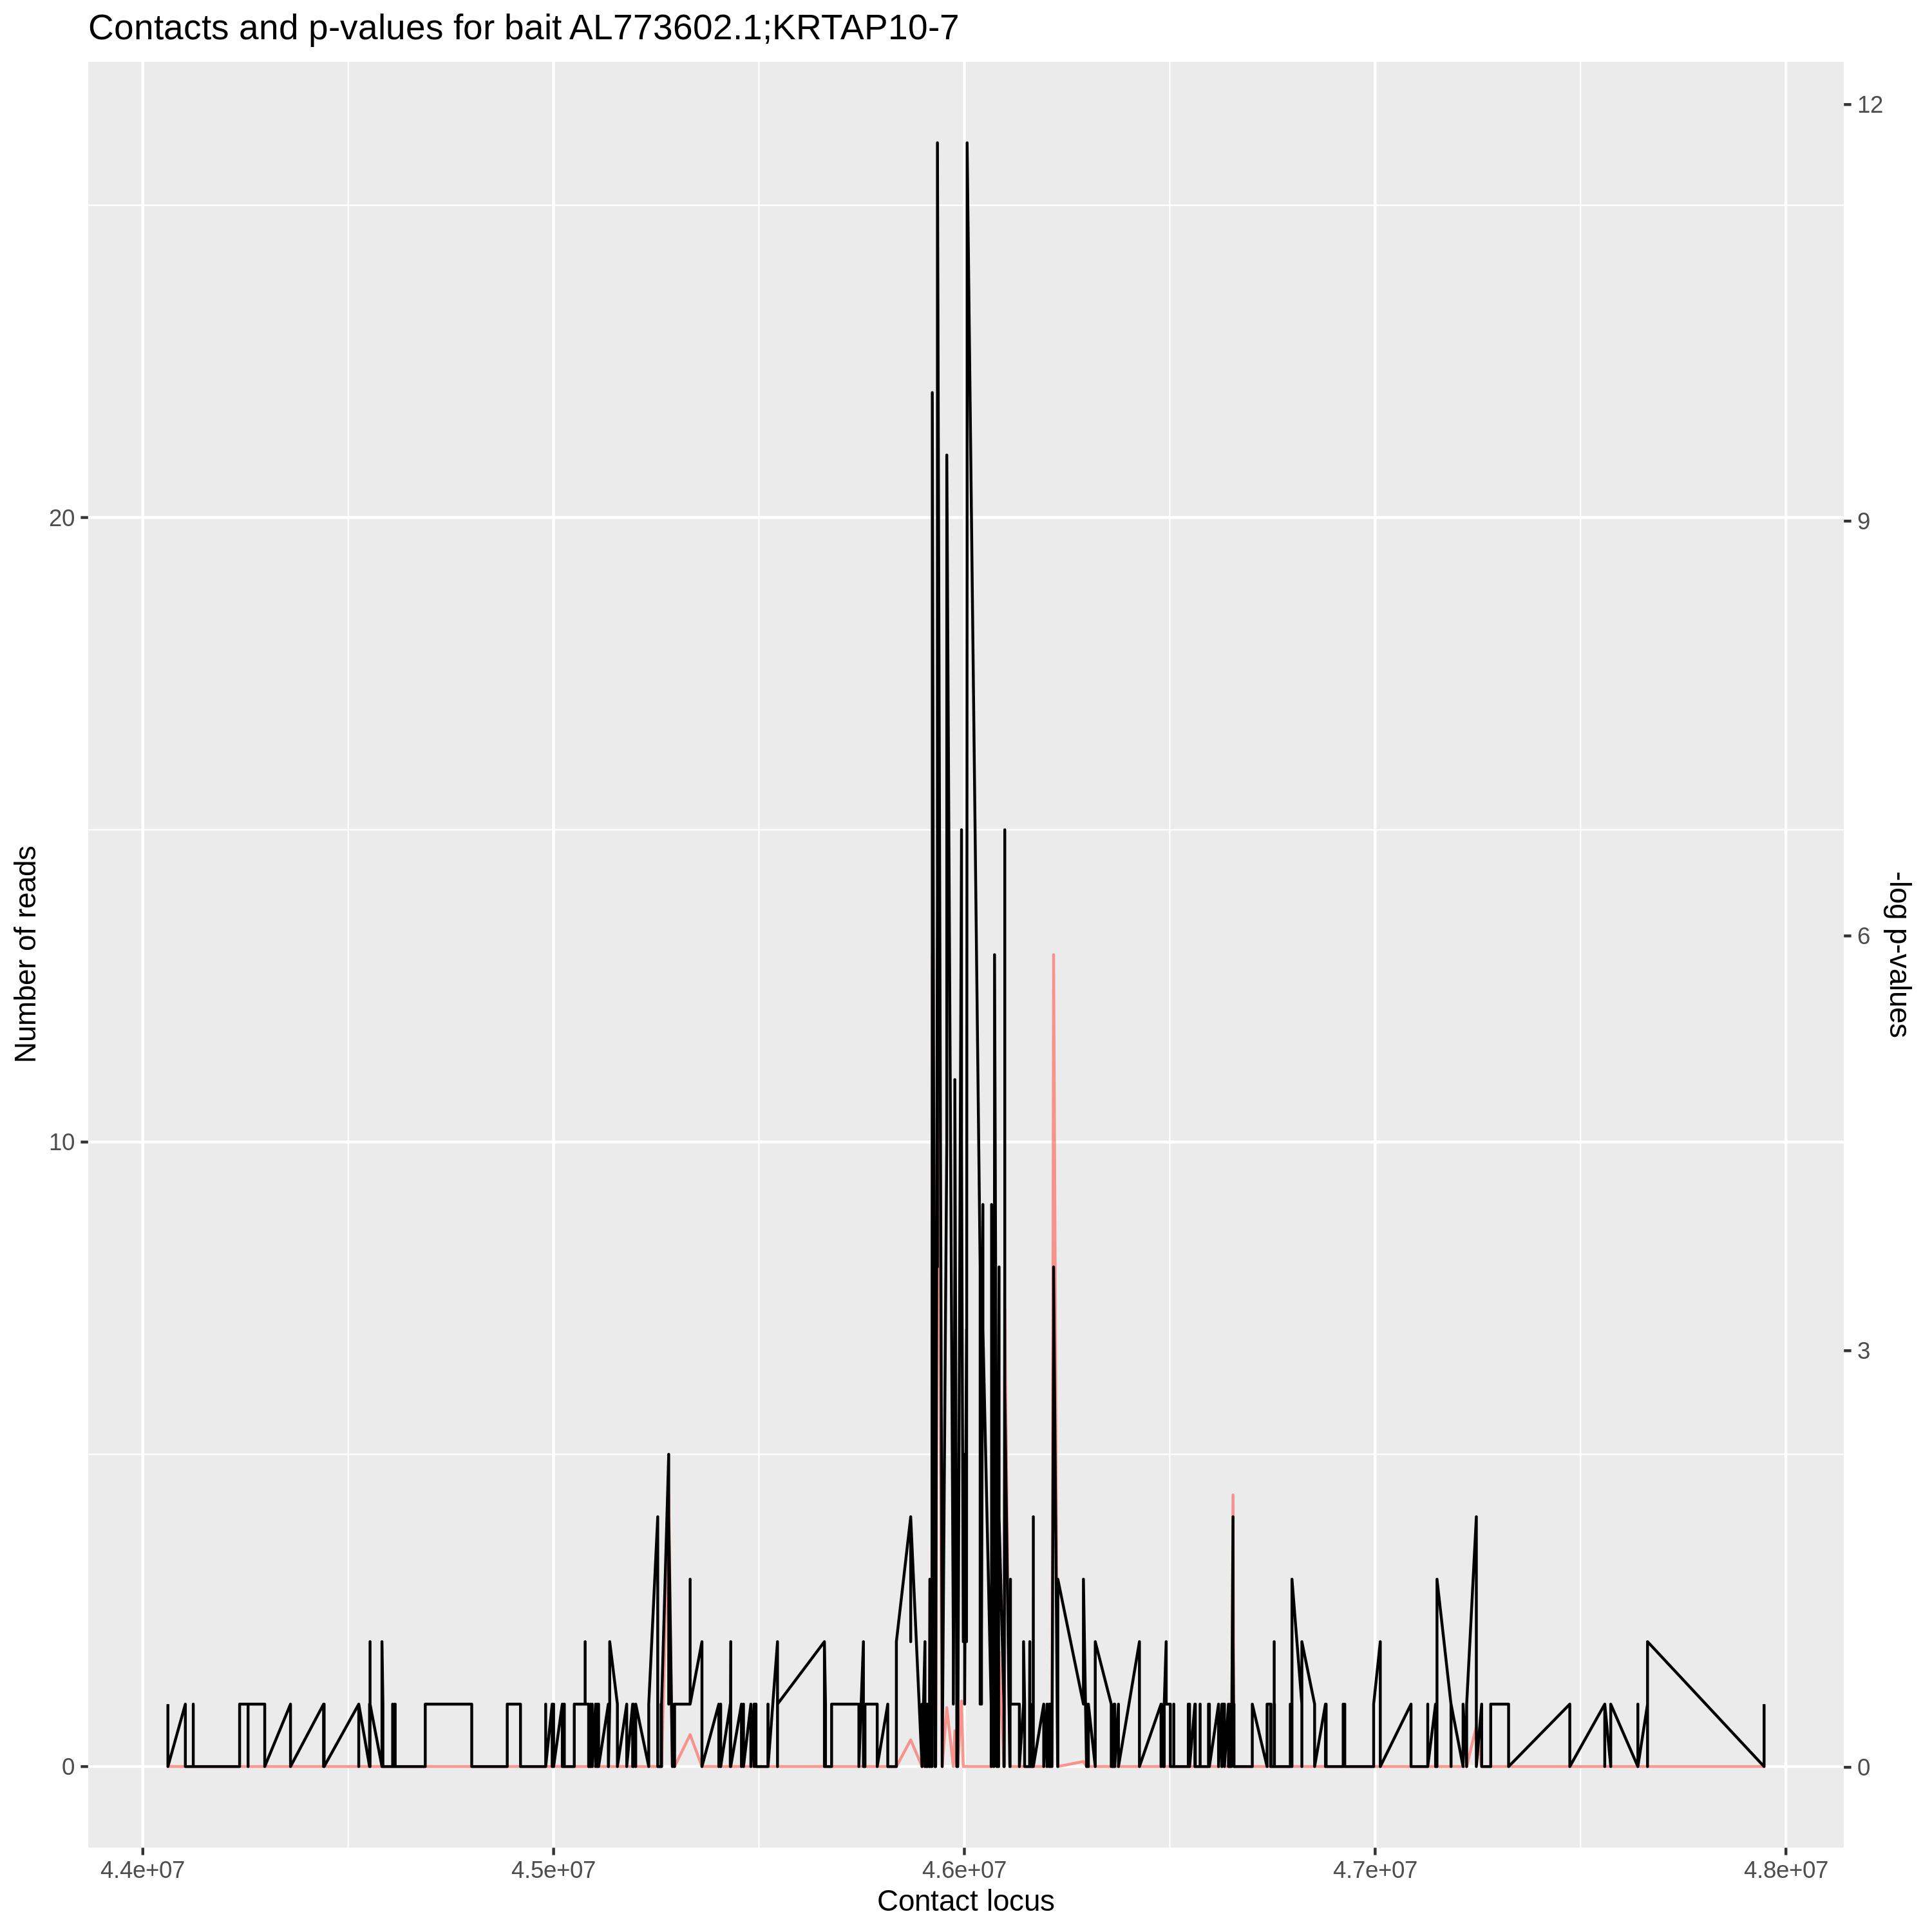 Contacts and p-values for bait AL773602.1;KRTAP10-7
12
20
9
Number of reads
-log p-values
6
10
3
0
0
4.4e+07
4.5e+07
4.6e+07
4.7e+07
4.8e+07
Contact locus